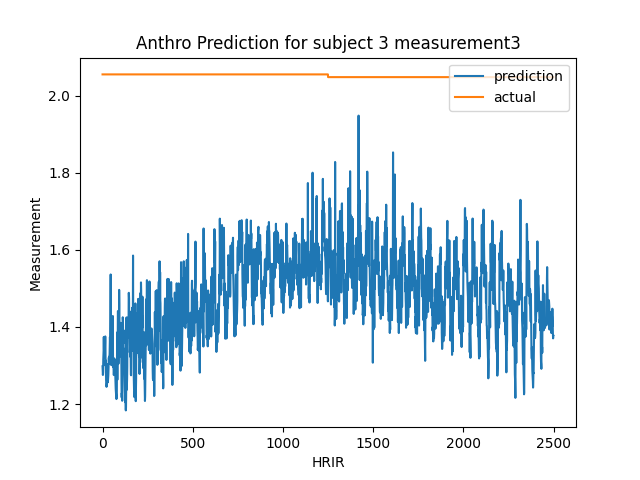 Anthro Prediction for subject 3 measurement3
prediction
actual
2.0
1.8
1.6
1.4
1.2
Measurement
0
500
1000
1500
2000
2500
HRIR